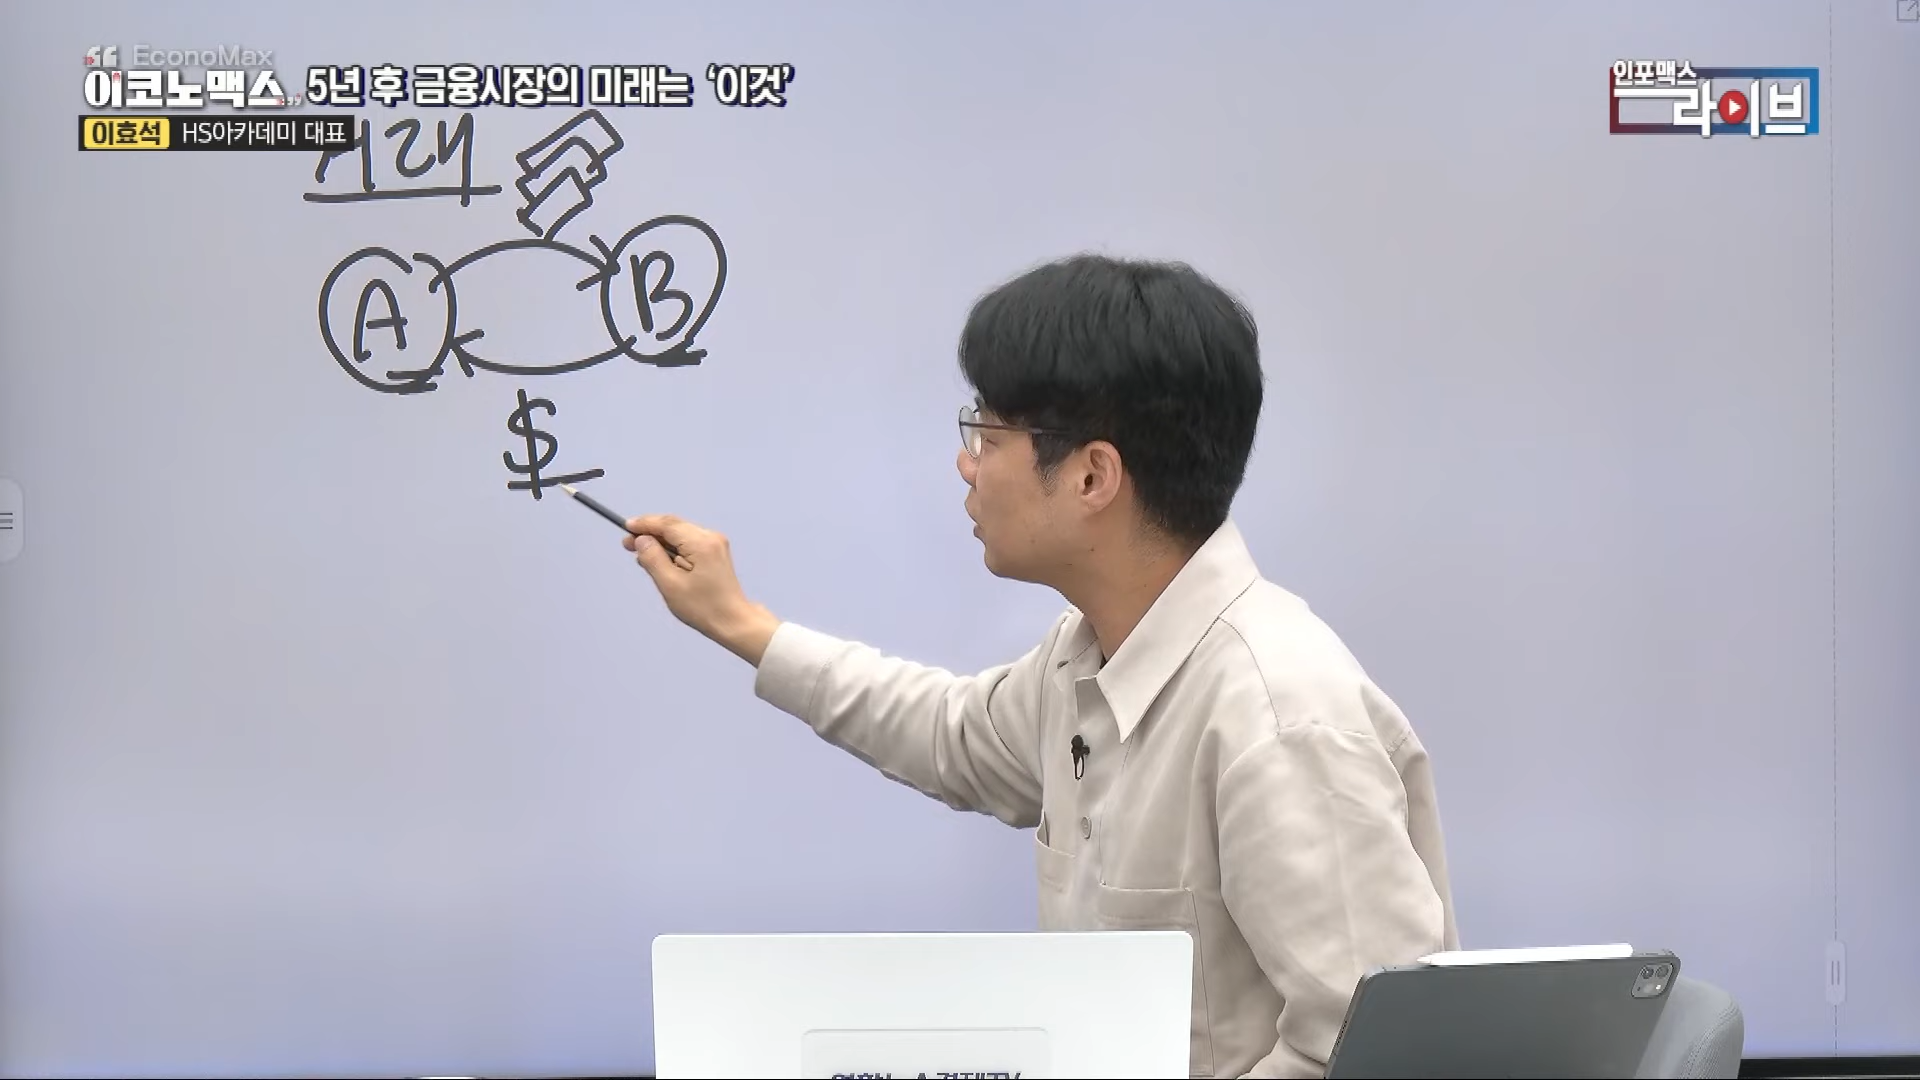 EconoMax
이코노맥스 5년 후 금융시장의 미래는 ‘이것’
이효석 HS아카데미 대표
인포맥스
라이브
거래
A
B
$